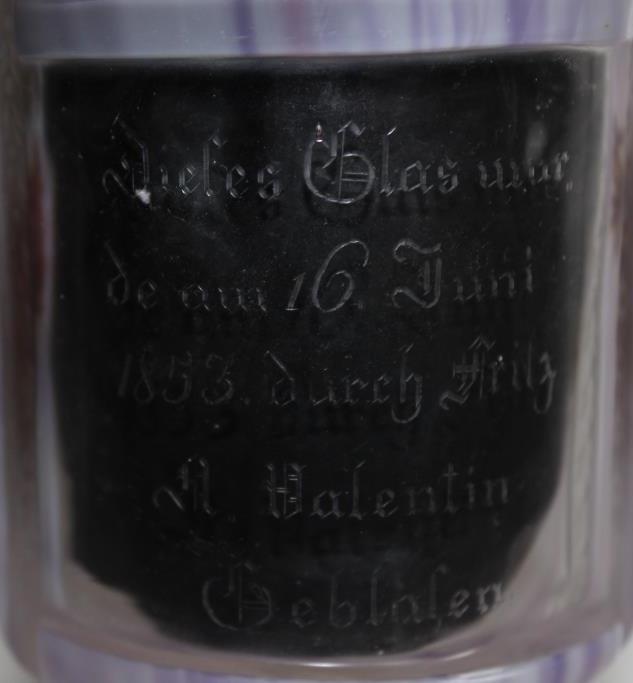 Dieſes Glas wur,
de am 16. Juni
1853. durch Fritz
A Valentin
Geblaſen